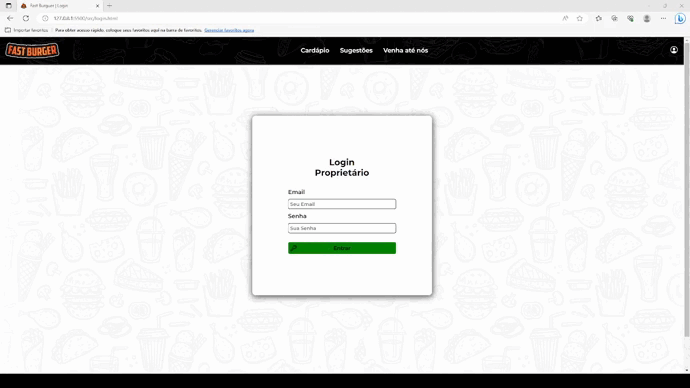 Fast Burguer | Login
127.0.0.1:5500/src/login.html
Importar favoritos
Para obter acesso rápido, coloque seus favoritos aqui na barra de favoritos. Gerenciar favoritos agora
FAST BURGER
Cardápio Sugestões Venha até nós
Login
Proprietário
Email
Seu Email
Senha
Sua Senha
Entrar